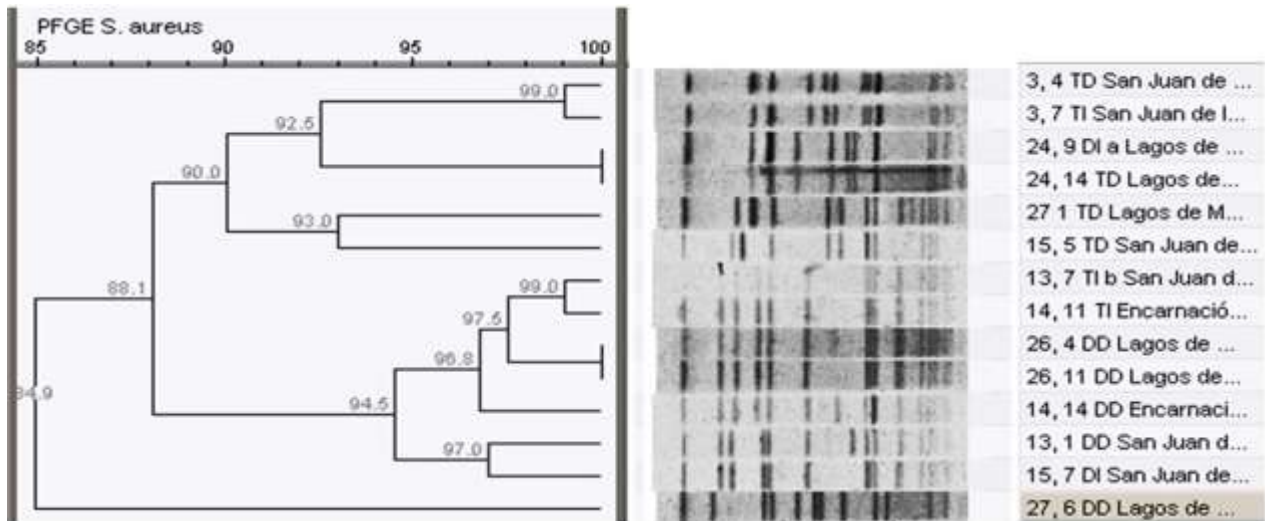 PFGE S. aureus
85 90 95 100
99.0
92.5
90.0
93.0
88.1
99.0
97.5
96.8
84.9
94.5
97.0
3, 4 TD San Juan de ...
3, 7 TI San Juan de l...
24, 9 DI a Lagos de ...
24, 14 TD Lagos de...
27 1 TD Lagos de M...
15, 5 TD San Juan de...
13, 7 TI b San Juan d...
14, 11 TI Encarnació...
26, 4 DD Lagos de ...
26, 11 DD Lagos de...
14, 14 DD Encarnaci...
13, 1 DD San Juan d...
15, 7 DI San Juan de...
27, 6 DD Lagos de ...